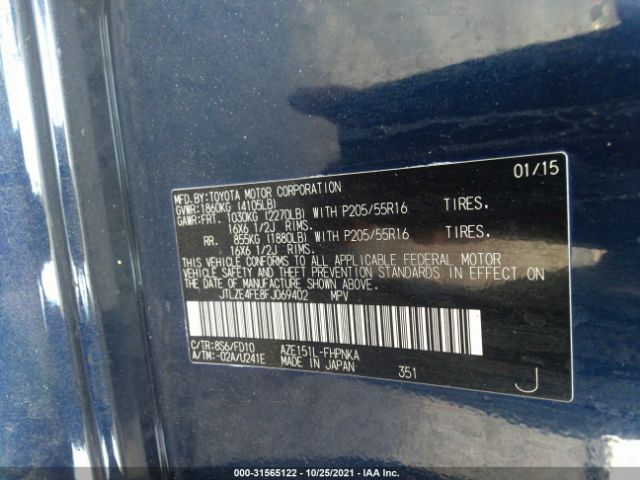 01/15
MFD. BY: TOYOTA MOTOR CORPORATION
GVWR: 1860KG (4105LB)
GAWR: FRT. 1030KG (2270LB) WITH P205/55R16 TIRES.
16X6 1/2J RIMS.
RR. 855KG (1880LB) WITH P205/55R16 TIRES.
16X6 1/2J RIMS.
THIS VEHICLE CONFORMS TO ALL APPLICABLE FEDERAL MOTOR
VEHICLE SAFETY AND THEFT PREVENTION STANDARDS IN EFFECT ON
THE DATE OF MANUFACTURE SHOWN ABOVE.
JTLZE4FE8FJ069402 MPV
C/TR:8S6/FD10 AZE151L-FHPNKA
A/TM:-02A/U241E MADE IN JAPAN 351 J
000-31565122 - 10/25/2021 - IAA Inc.